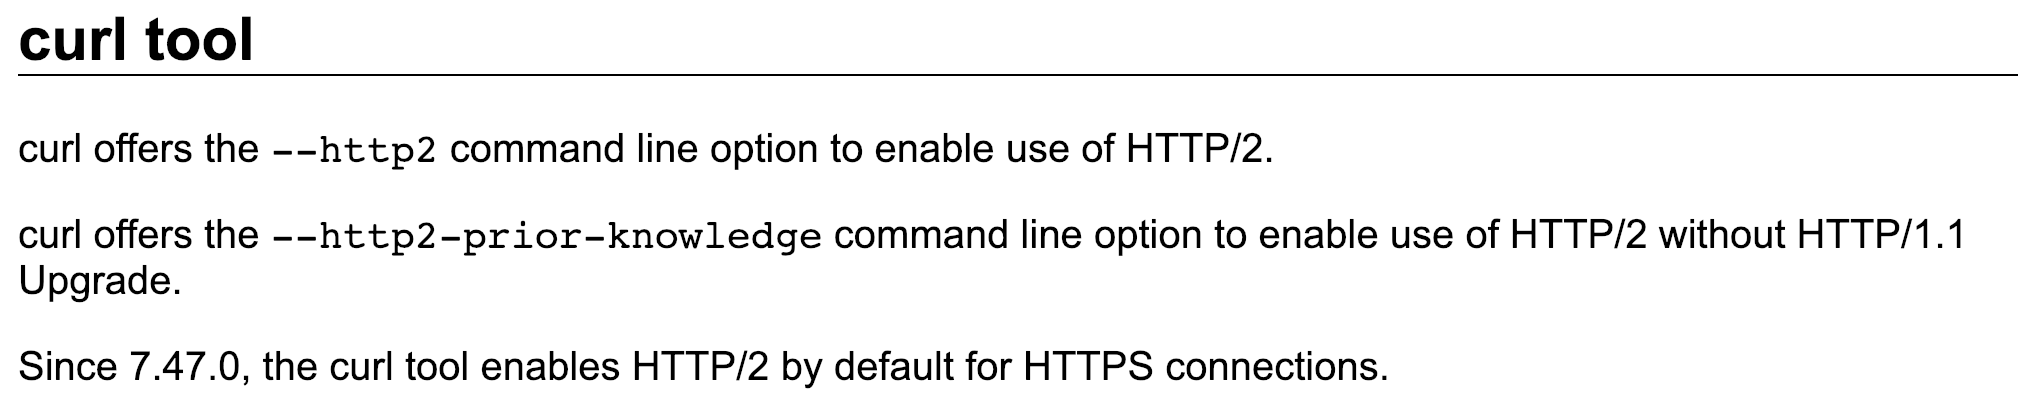 curl tool
curl offers the --http2 command line option to enable use of HTTP/2.
curl offers the --http2-prior-knowledge command line option to enable use of HTTP/2 without HTTP/1.1
Upgrade.
Since 7.47.0, the curl tool enables HTTP/2 by default for HTTPS connections.